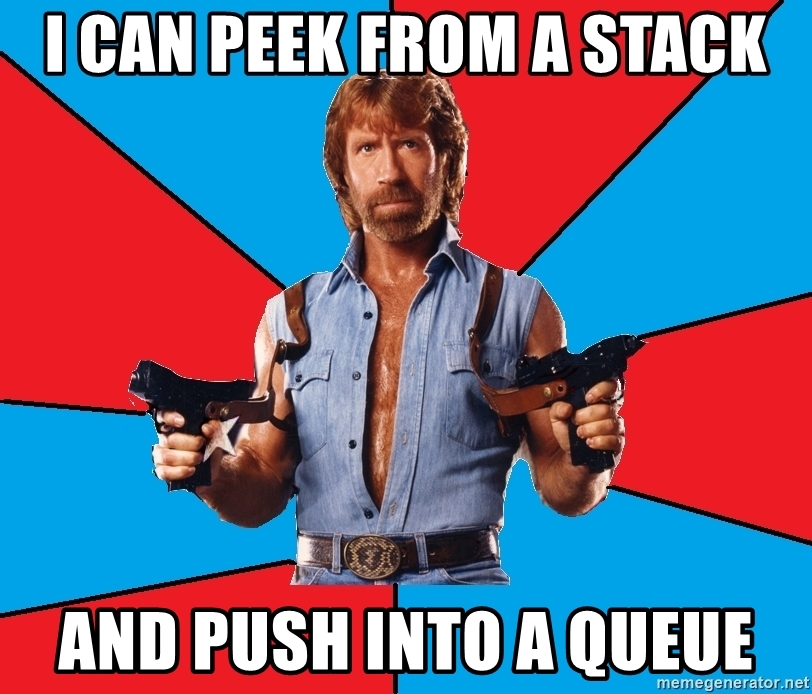 I CAN PEEK FROM A STACK
AND PUSH INTO A QUEUE
memegenerator.net